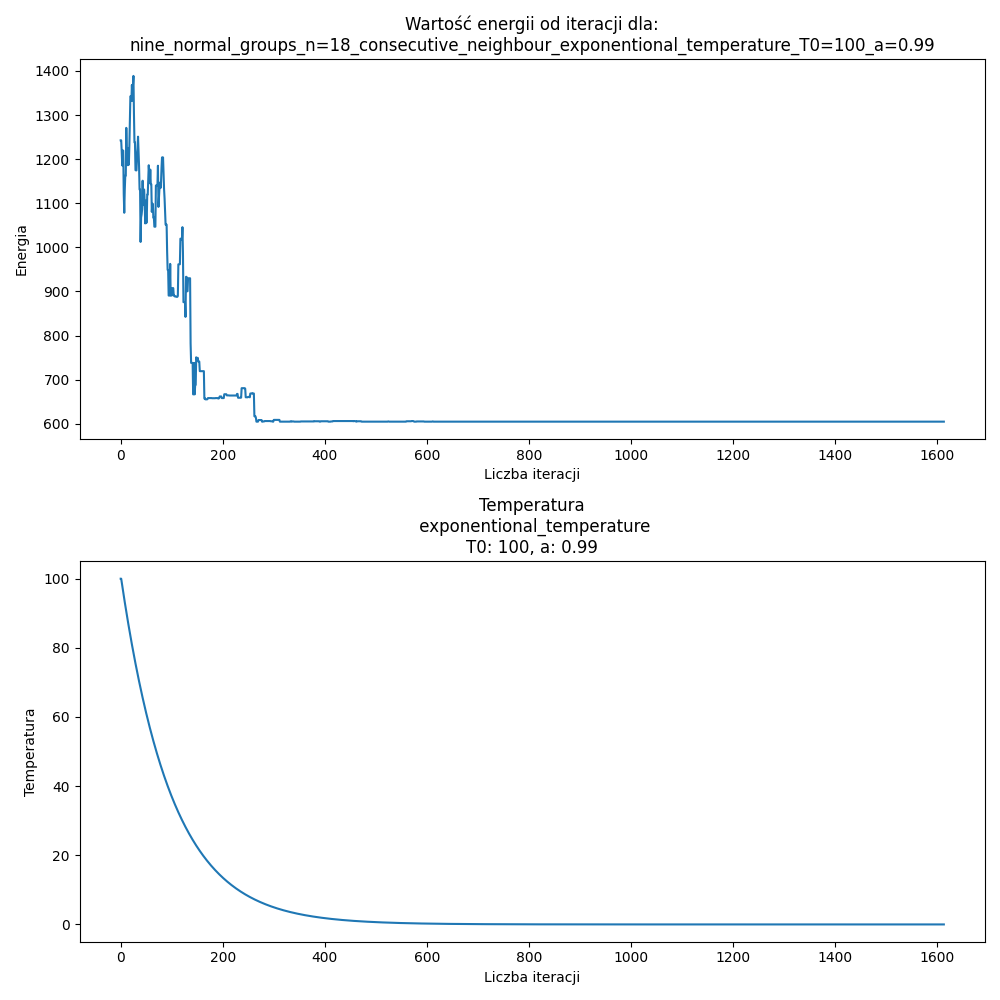 Wartość energii od iteracji dla:
nine_normal_groups_n=18_consecutive_neighbour_exponentional_temperature_T0=100_a=0.99
1400
1300
1200
1100
1000
900
800
700
600
Energia
0 200 400 600 800 1000 1200 1400 1600
Liczba iteracji
Temperatura
exponentional_temperature
T0: 100, a: 0.99
100
80
60
40
20
0
Temperatura
0 200 400 600 800 1000 1200 1400 1600
Liczba iteracji